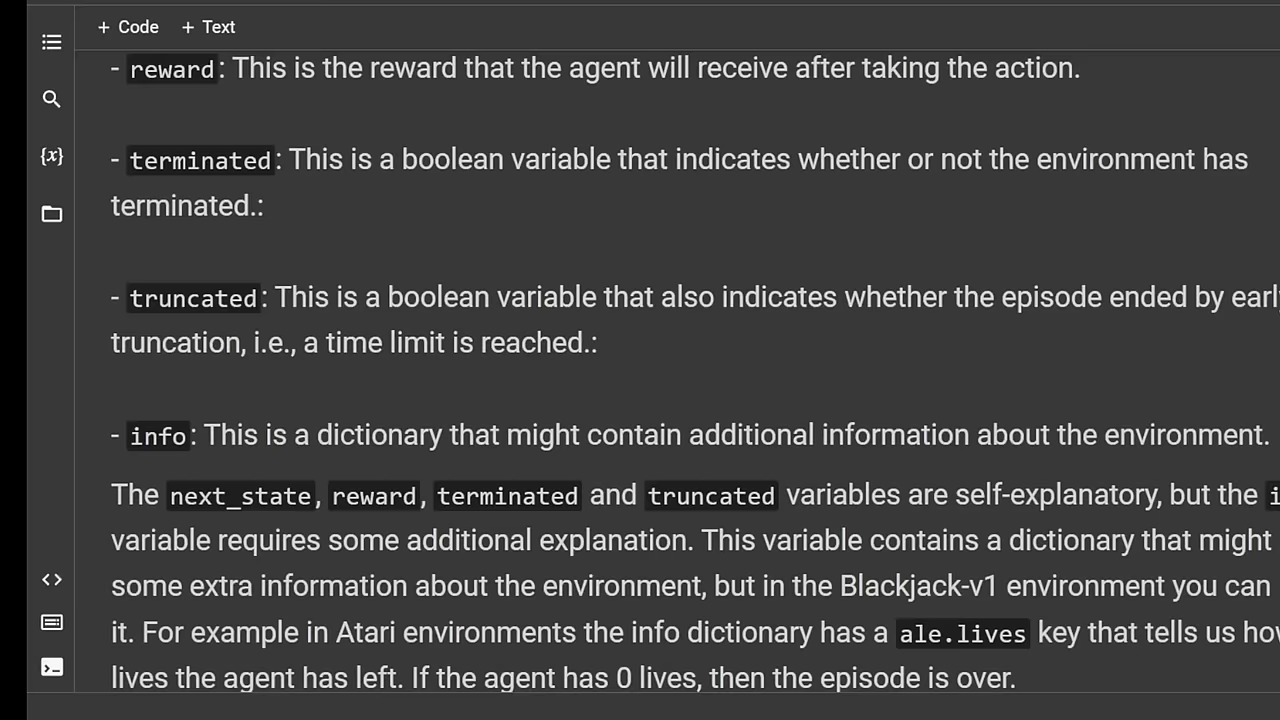 + Code + Text
- reward: This is the reward that the agent will receive after taking the action.
- terminated: This is a boolean variable that indicates whether or not the environment has
terminated.:
- truncated: This is a boolean variable that also indicates whether the episode ended by
truncation, i.e., a time limit is reached.:
- info: This is a dictionary that might contain additional information about the environment.
The next_state, reward, terminated and truncated variables are self-explanatory, but the
variable requires some additional explanation. This variable contains a dictionary that might
some extra information about the environment, but in the Blackjack-v1 environment you can
it. For example in Atari environments the info dictionary has a ale.lives key that tells us
lives the agent has left. If the agent has 0 lives, then the episode is over.